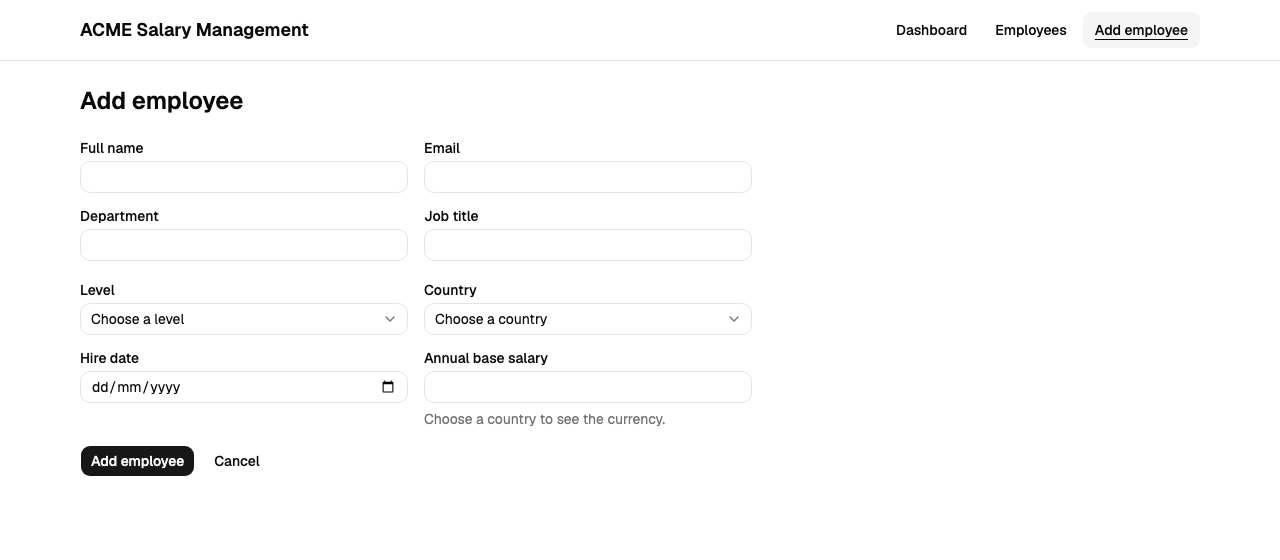 ACME Salary Management
Dashboard
Employees
Add employee
Add employee
Full name
Email
Department
Job title
Level
Country
Choose a level
Choose a country
Hire date
Annual base salary
dd/mm/yyyy
Choose a country to see the currency.
Add employee
Cancel